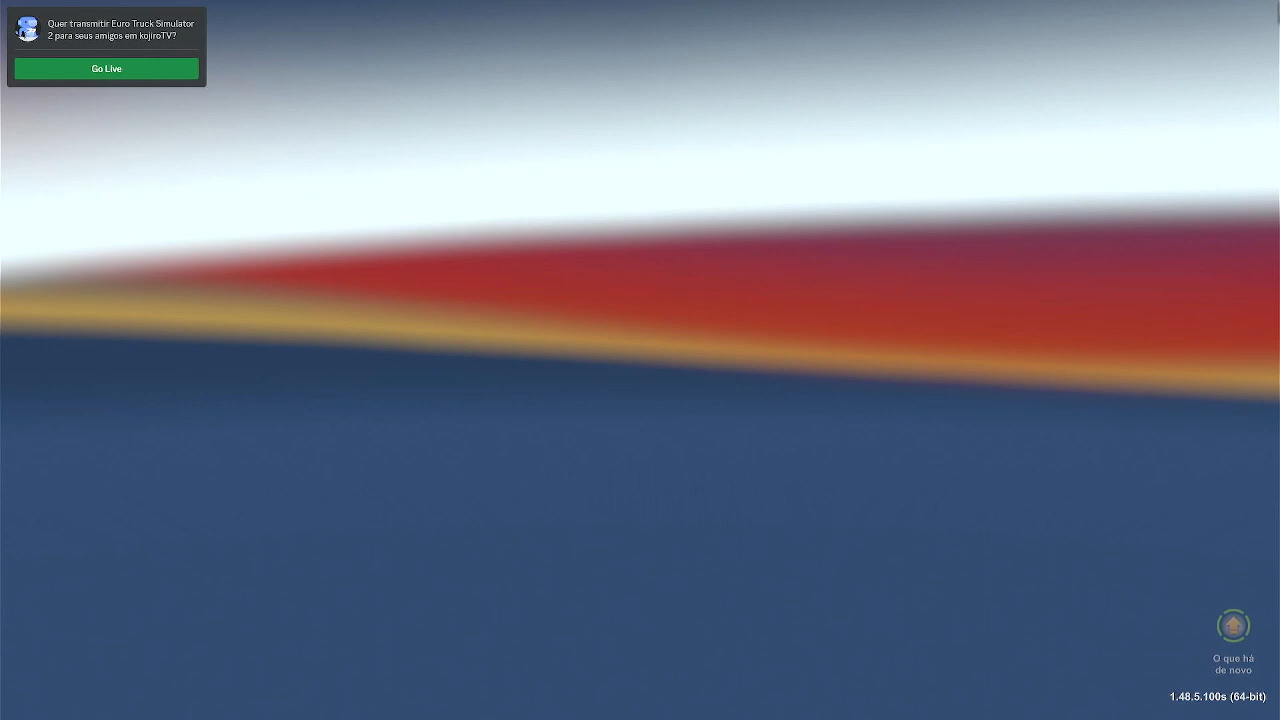 Quer transmitir Euro Truck Simulator
2 para seus amigos em kojiroTV?
Go Live
O que há
de novo
1.48.5.100s (64-bit)